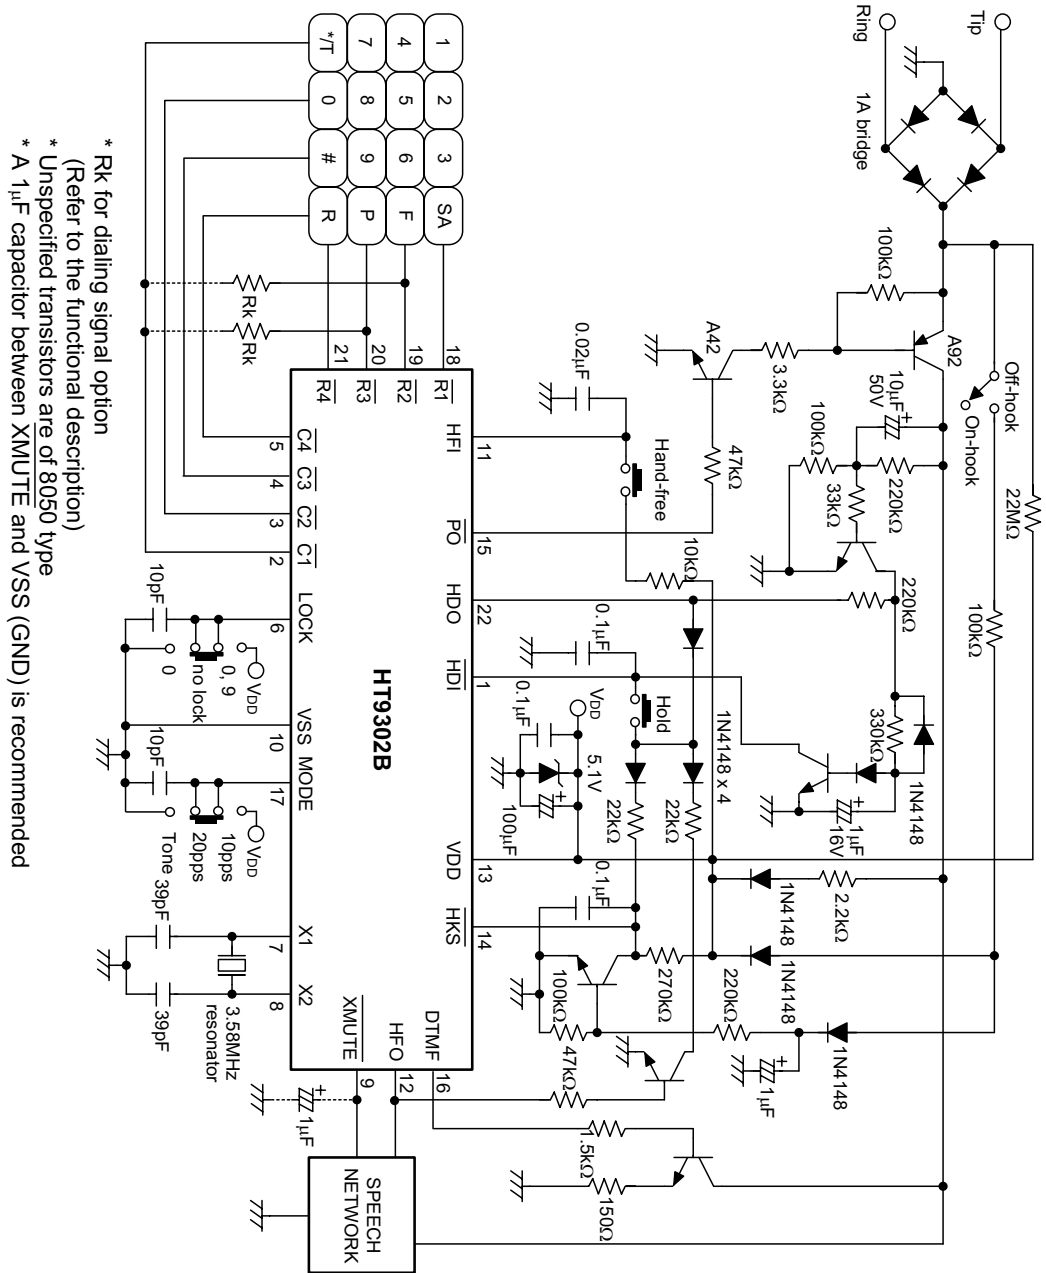 22MΩ
Off-hook
100kΩ
Tip
On-hook
A92
10µF
50V
220kΩ
220kΩ
1N4148
Ring
1A bridge
100kΩ
33kΩ
100kΩ
330kΩ
1µF
16V
2.2kΩ
1N4148
1N4148
1N4148
3.3kΩ
A42
47kΩ
10kΩ
1N4148 x 4
220kΩ
1µF
Hand-free
Hold
22kΩ
22kΩ
270kΩ
0.02µF
0.1µF
VDD
5.1V
0.1µF
100µF
0.1µF
100kΩ
47kΩ
1.5kΩ
150Ω
18
11
15
22
1
13
14
R1
HFI
PO
HDO
HDI
VDD
HKS
DTMF
16
19
R2
HFO
12
20
R3
XMUTE
9
21
R4
HT9302B
SPEECH
NETWORK
1
2
3
SA
4
5
6
F
7
8
9
P
*/T
0
#
R
Rk
Rk
C4
C3
C2
C1
LOCK
VSS
MODE
X1
X2
5
4
3
2
6
10
17
7
8
1µF
VDD
0, 9
no lock
0
10pF
VDD
10pps
20pps
Tone
10pF
3.58MHz
resonator
39pF
39pF
* Rk for dialing signal option
(Refer to the functional description)
* Unspecified transistors are of 8050 type
* A 1µF capacitor between XMUTE and VSS (GND) is recommended